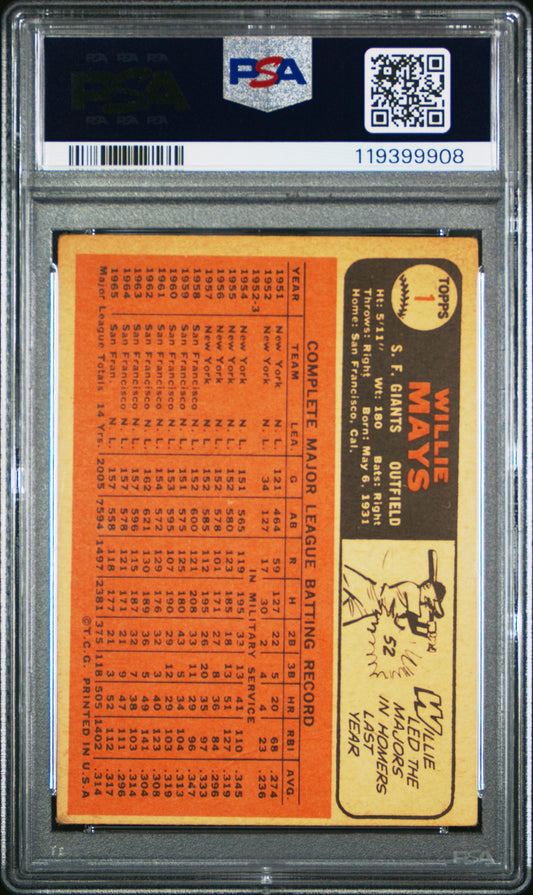 PSA
119399908
TOPPS
1
WILLIE
MAYS
S. F. GIANTS OUTFIELD
Ht: 5'11" Wt: 180 Bats: Right
Throws: Right Born: May 6, 1931
Home: San Francisco, Cal.
52
WILLIE
LED THE
MAJORS
IN HOMERS
LAST
YEAR
COMPLETE MAJOR LEAGUE BATTING RECORD
YEAR TEAM LEA. G AB R H 2B 3B HR RBI AVG.
1951 New York N. L. 121 464 59 127 22 5 20 68 .274
1952 New York N. L. 34 127 17 30 2 4 4 23 .236
1952-3 IN MILITARY SERVICE
1954 New York N. L. 151 565 119 195 33 13 41 110 .345
1955 New York N. L. 152 580 123 185 18 13 51 127 .319
1956 New York N. L. 152 578 101 171 27 8 36 84 .296
1957 New York N. L. 152 585 112 195 26 20 35 97 .333
1958 San Francisco N. L. 152 600 121 208 33 11 29 96 .347
1959 San Francisco N. L. 151 575 125 180 43 5 34 104 .313
1960 San Francisco N. L. 153 595 107 190 29 12 29 103 .319
1961 San Francisco N. L. 154 572 129 176 32 3 40 123 .308
1962 San Francisco N. L. 162 621 130 189 36 5 49 141 .304
1963 San Francisco N. L. 157 596 115 187 32 7 38 103 .314
1964 San Fran. N. L. 157 578 121 171 21 9 47 111 .296
1965 San Fran. N. L. 157 558 118 177 21 3 52 112 .317
Major League Totals 14 Yrs. 2005 7594 1497 2381 375 118 505 1402 .314
©T.C.G. PRINTED IN U.S.A
PSA